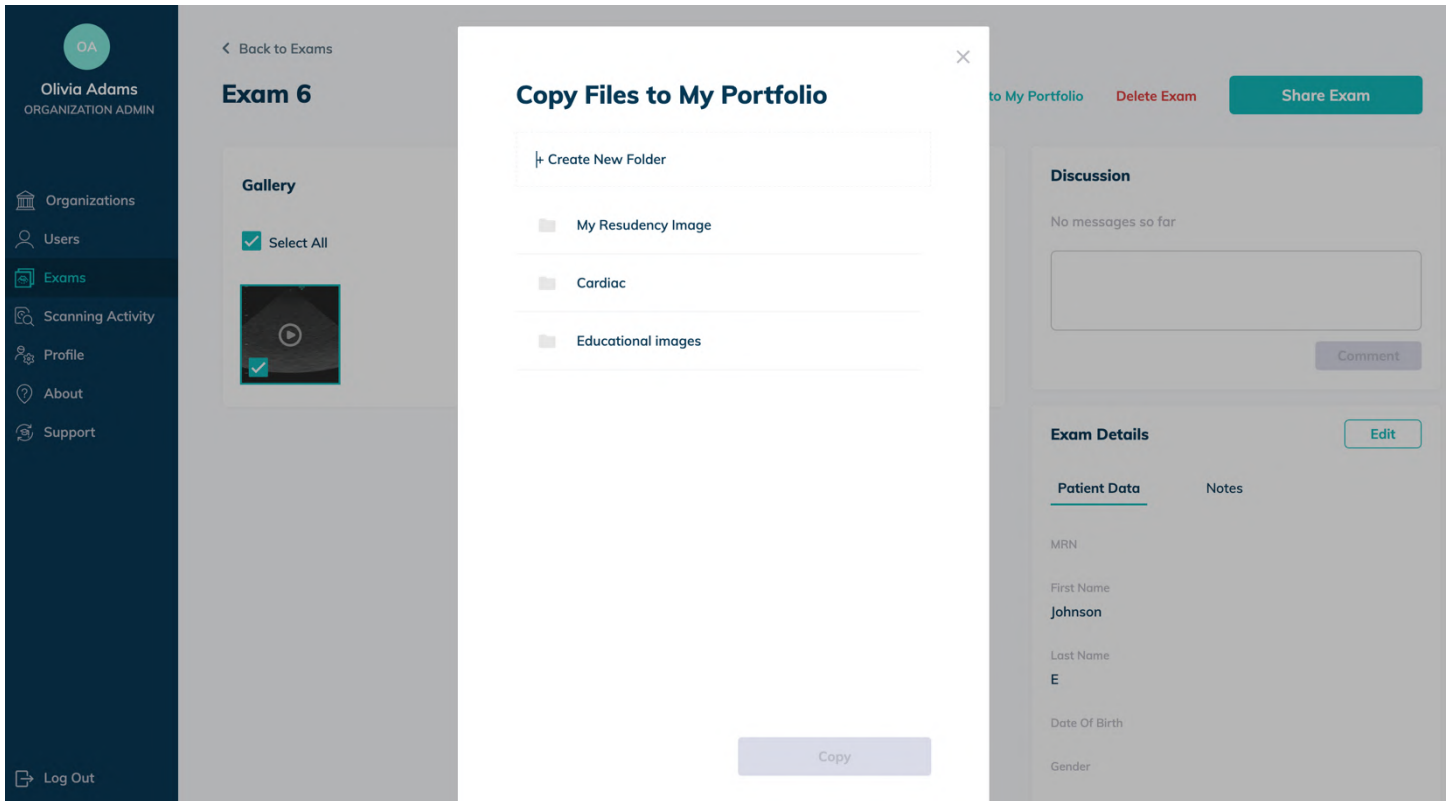 OA
Olivia Adams
ORGANIZATION ADMIN
Organizations
Users
Exams
Scanning Activity
Profile
About
Support
Log Out
Back to Exams
Exam 6
Gallery
Select All
Copy Files to My Portfolio
+ Create New Folder
My Resudency Image
Cardiac
Educational images
Copy
to My Portfolio
Delete Exam
Share Exam
Discussion
No messages so far
Comment
Exam Details
Edit
Patient Data Notes
MRN
First Name
Johnson
Last Name
E
Date Of Birth
Gender